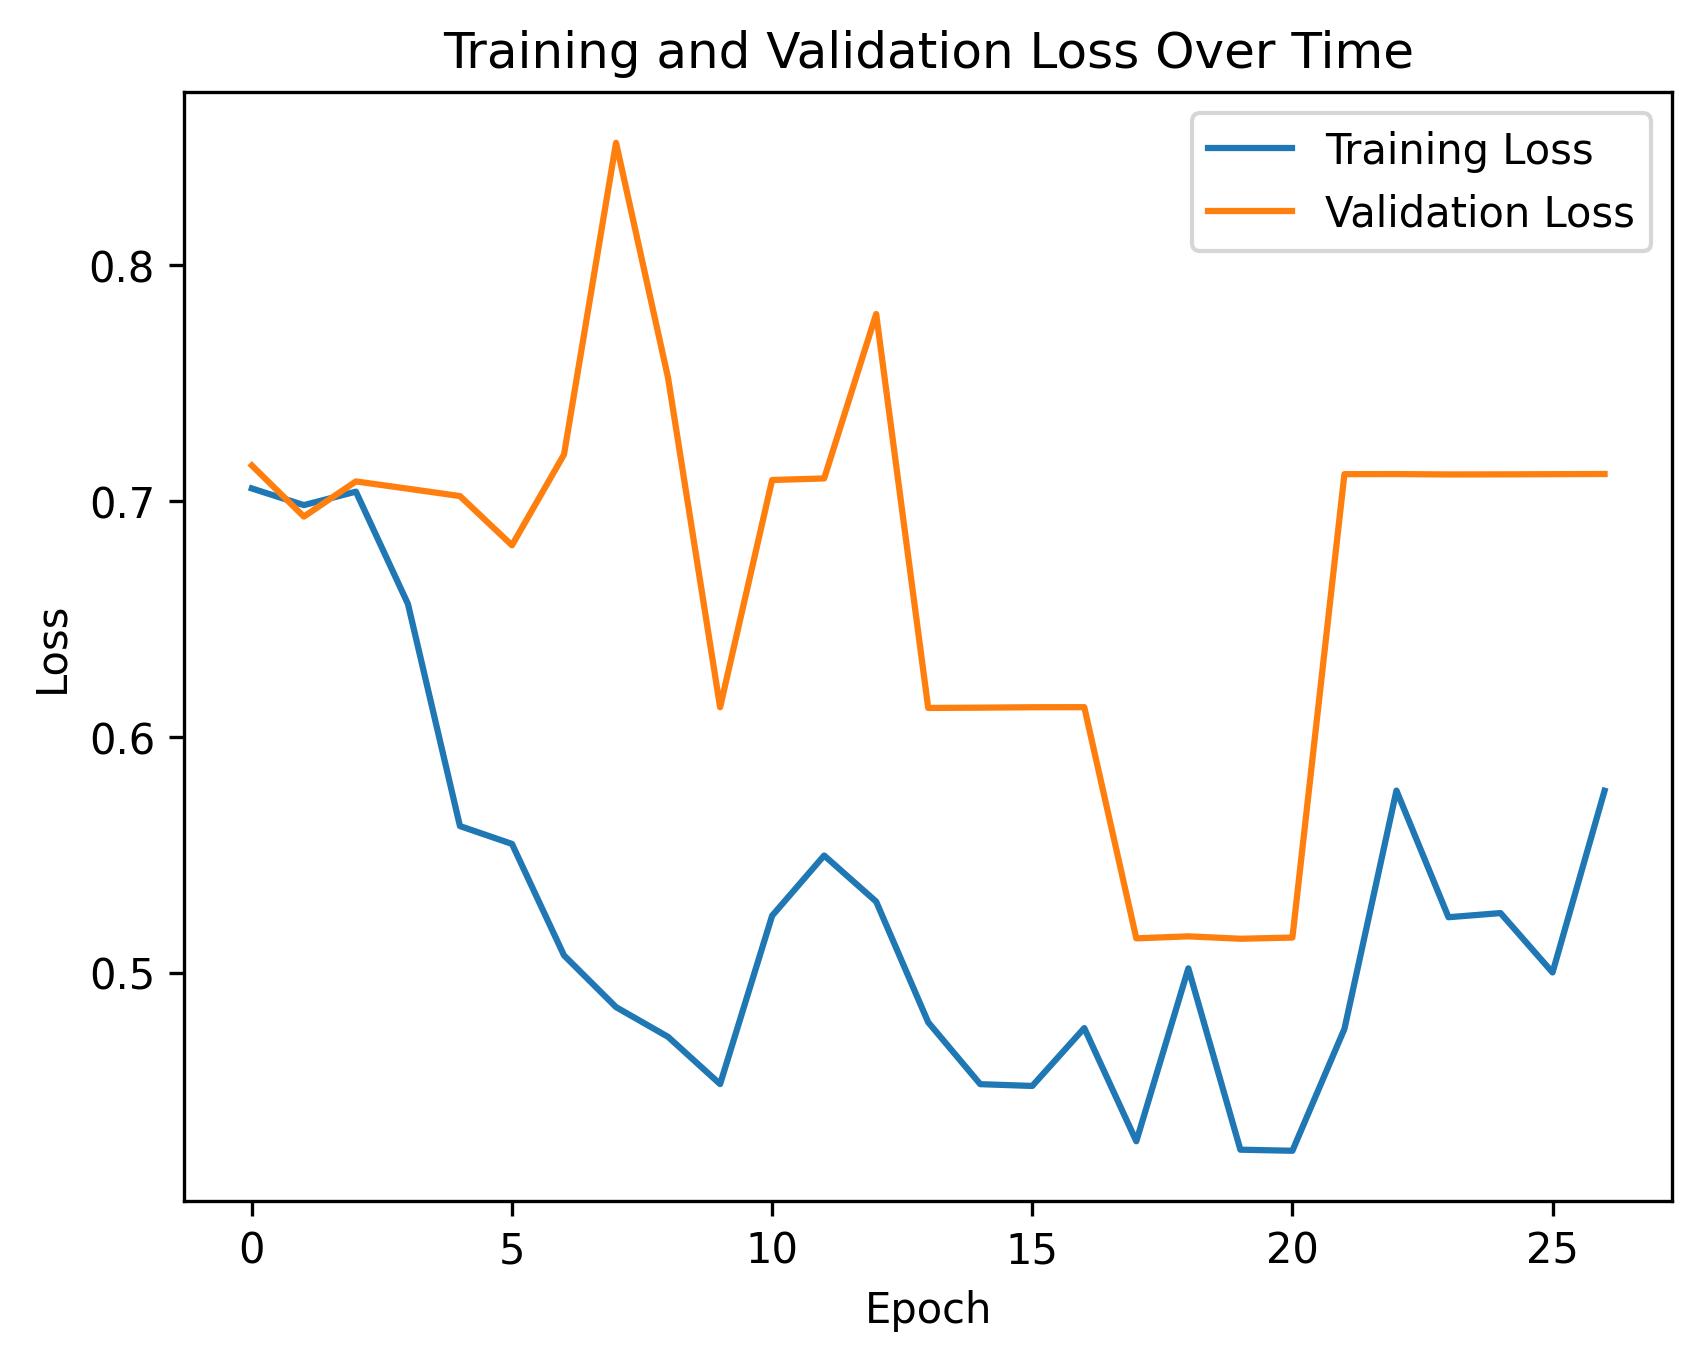 Training and Validation Loss Over Time
Training Loss
Validation Loss
0.8
0.7
0.6
0.5
Loss
0 5 10 15 20 25
Epoch